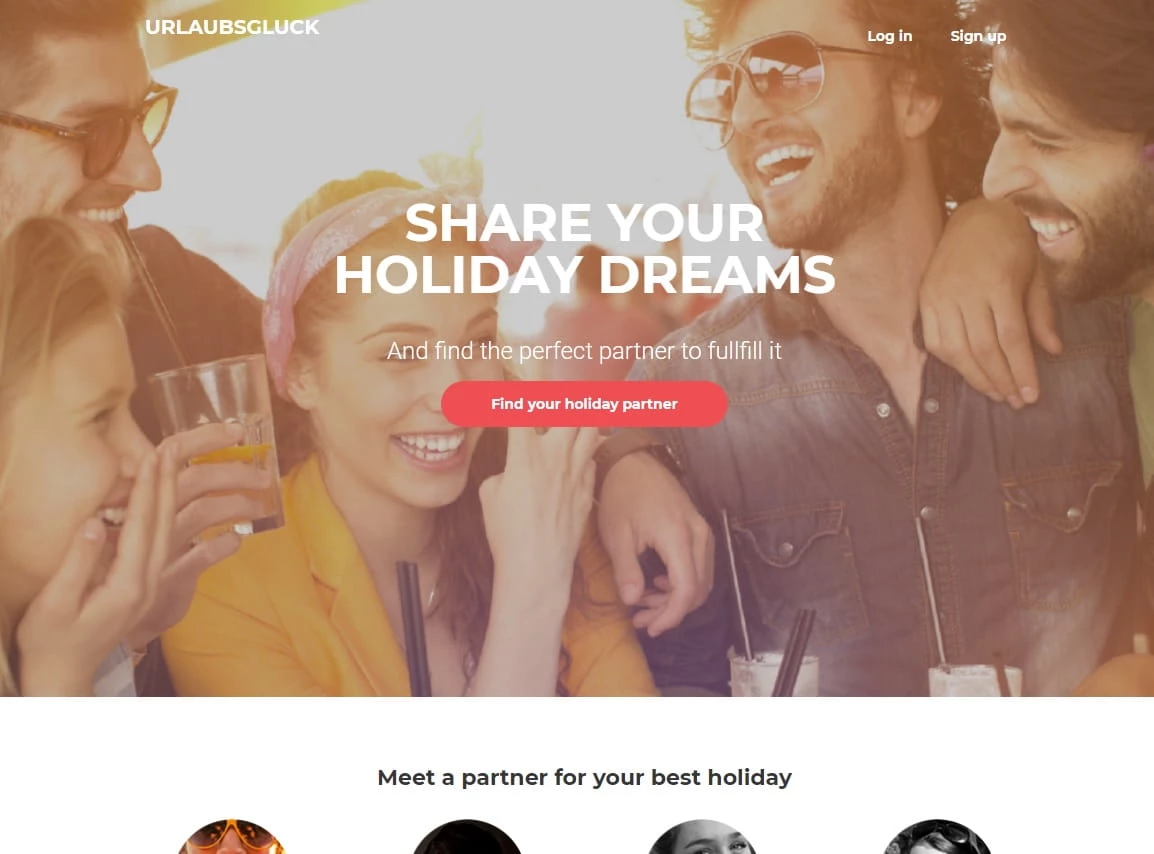 URLAUBSGLUCK
Log in
Sign up
SHARE YOUR
HOLIDAY DREAMS
And find the perfect partner to fullfill it
Find your holiday partner
Meet a partner for your best holiday